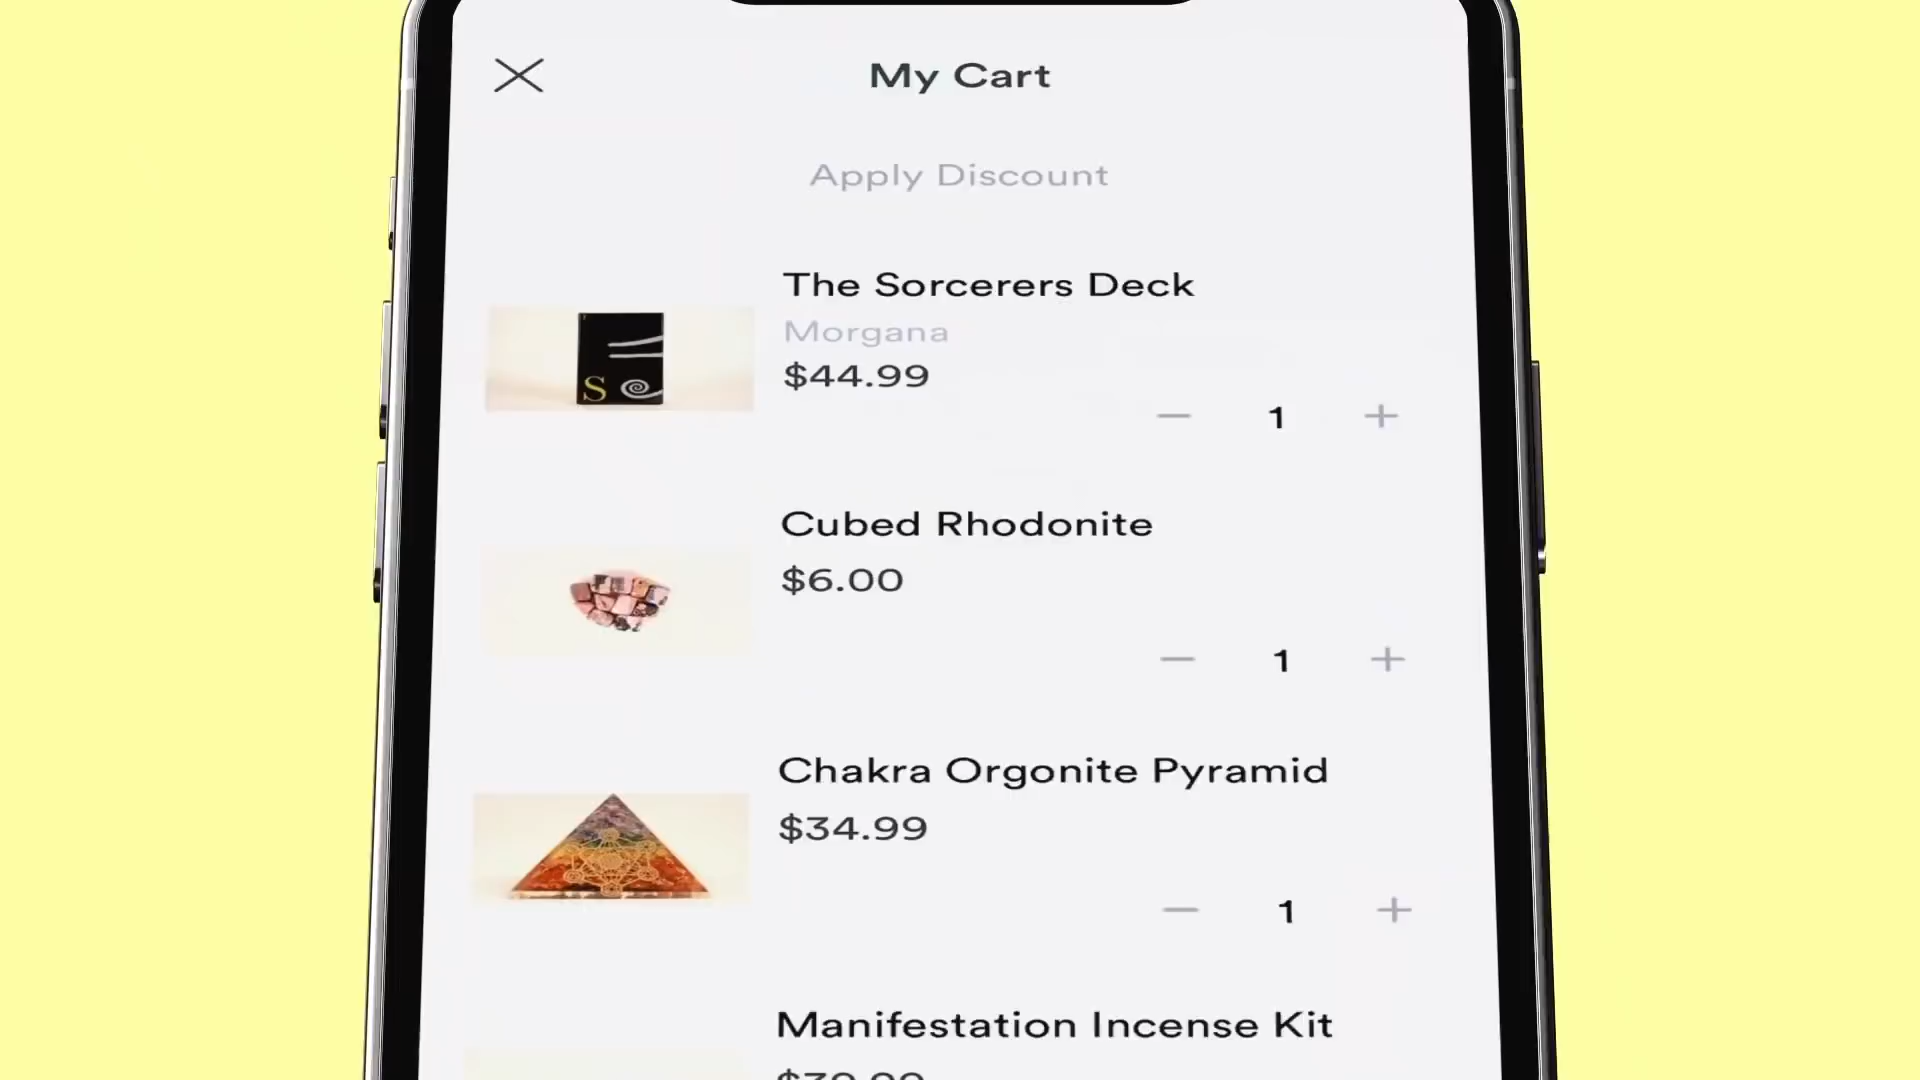 My Cart
Apply Discount
The Sorcerers Deck
Morgana
$44.99
S
− 1 +
Cubed Rhodonite
$6.00
− 1 +
Chakra Orgonite Pyramid
$34.99
− 1 +
Manifestation Incense Kit